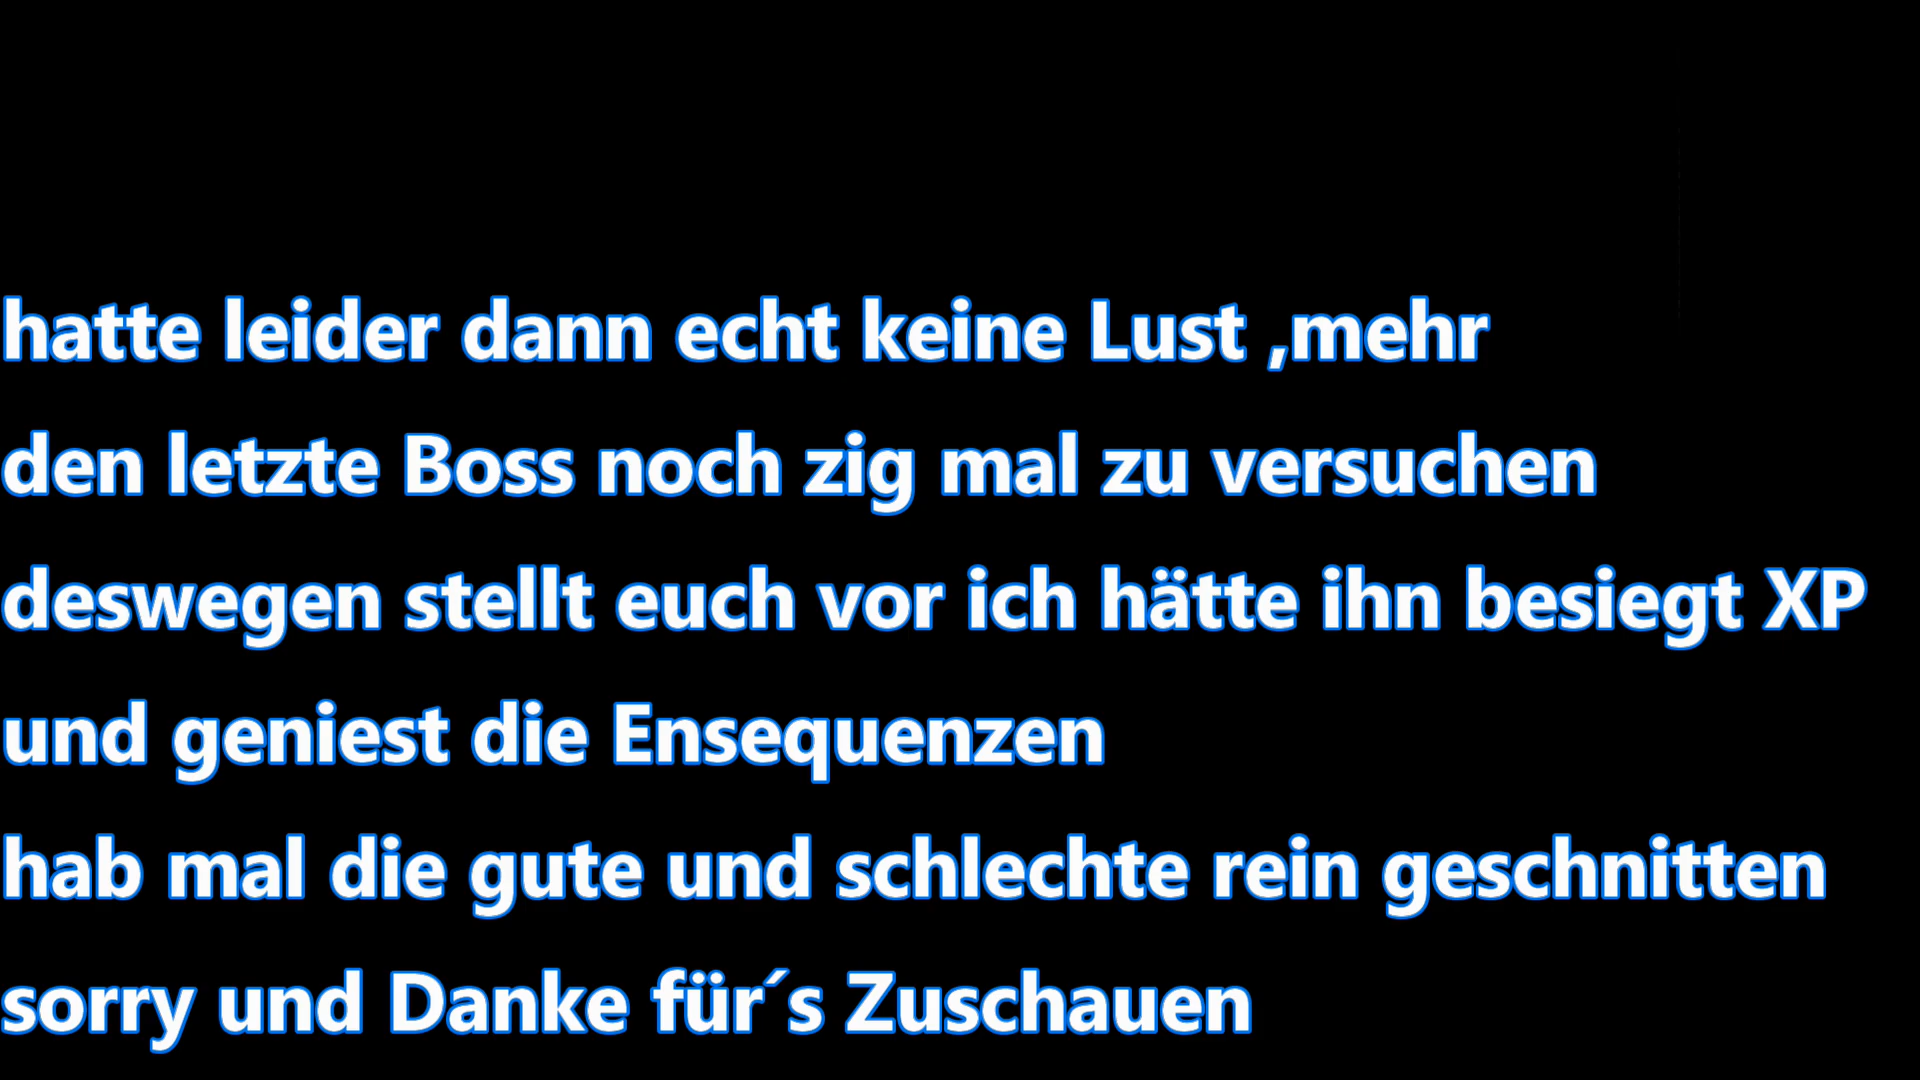 hatte leider dann echt keine Lust ,mehr
den letzte Boss noch zig mal zu versuchen
deswegen stellt euch vor ich hätte ihn besiegt XP
und geniest die Ensequenzen
hab mal die gute und schlechte rein geschnitten
sorry und Danke für´s Zuschauen